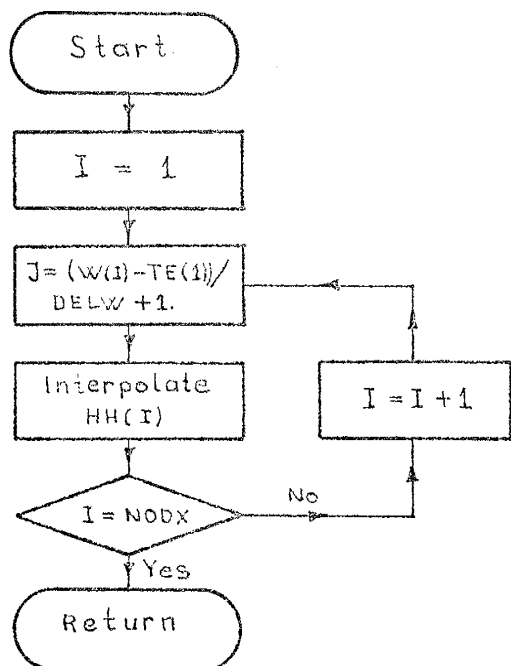 Start
I = 1
J = (W(I)-TE(1))/
DELW + 1.
Interpolate
HH(I)
I = I + 1
I = NODX
No
Yes
Return